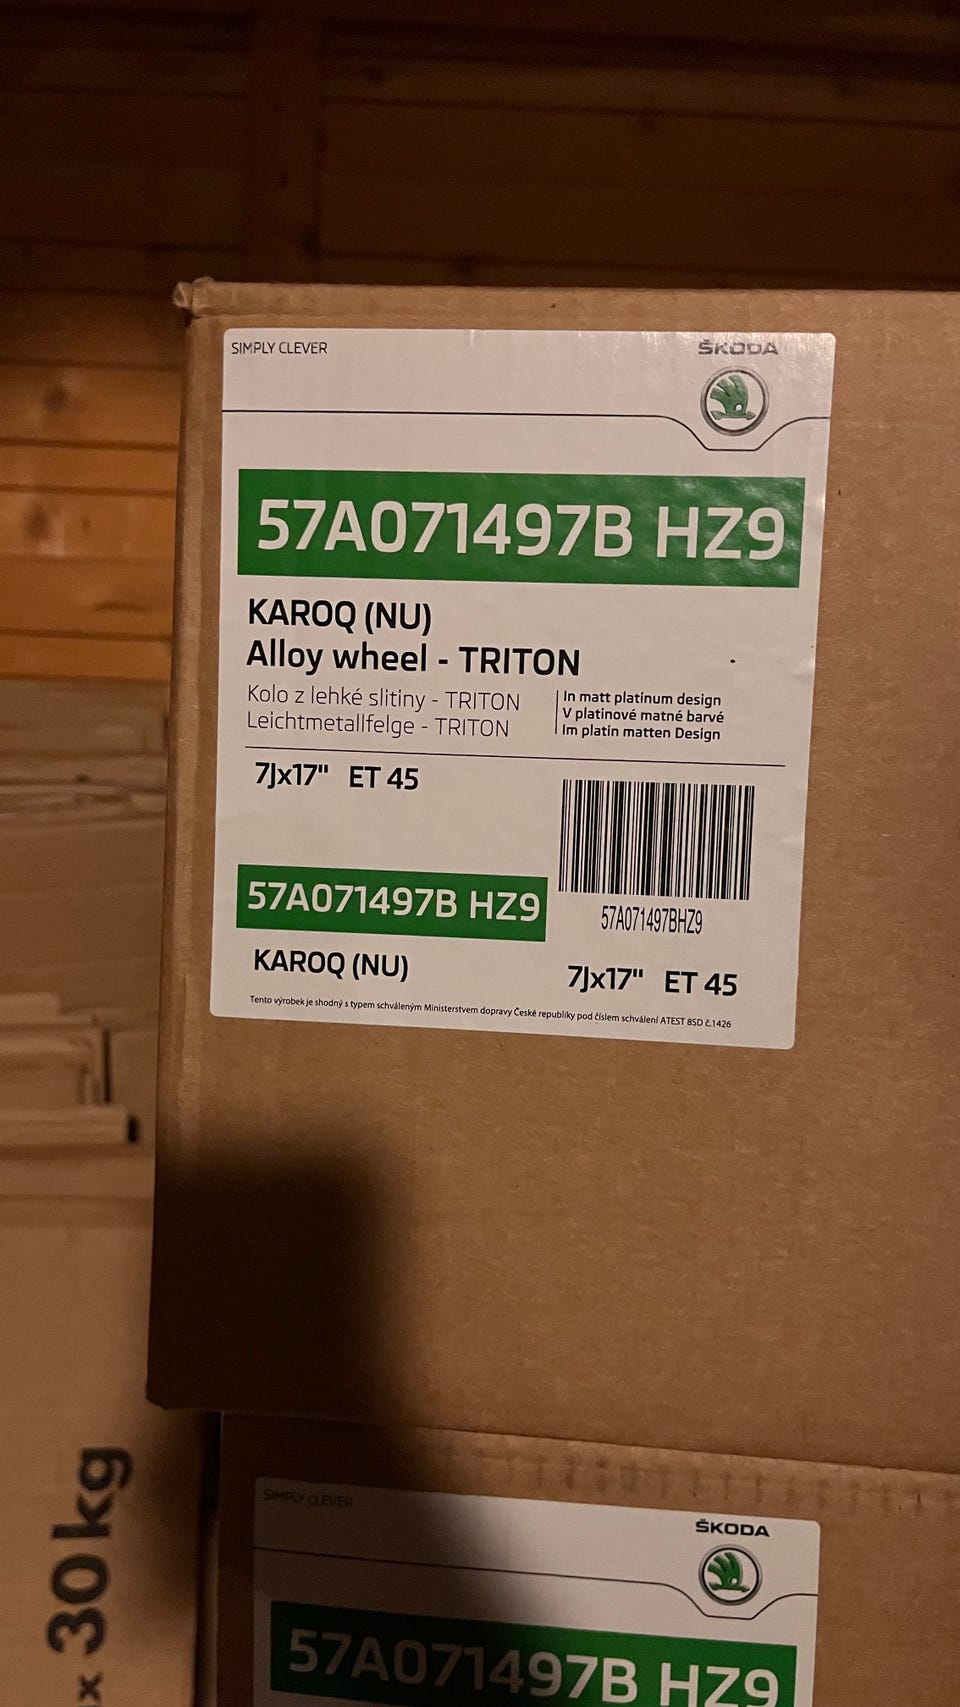 SIMPLY CLEVER
ŠKODA
57A071497B HZ9
KAROQ (NU)
Alloy wheel - TRITON
Kolo z lehké slitiny - TRITON
Leichtmetallfelge - TRITON
In matt platinum design
V platinové matné barvé
Im platin matten Design
7Jx17" ET 45
57A071497BHZ9
57A071497B HZ9
KAROQ (NU)
7Jx17" ET 45
Tento výrobek je shodný s typem schváleným Ministerstvem dopravy České republiky pod číslem schválení ATEST 8SD č.1426
SIMPLY CLEVER
ŠKODA
57A071497B HZ9
x 30kg